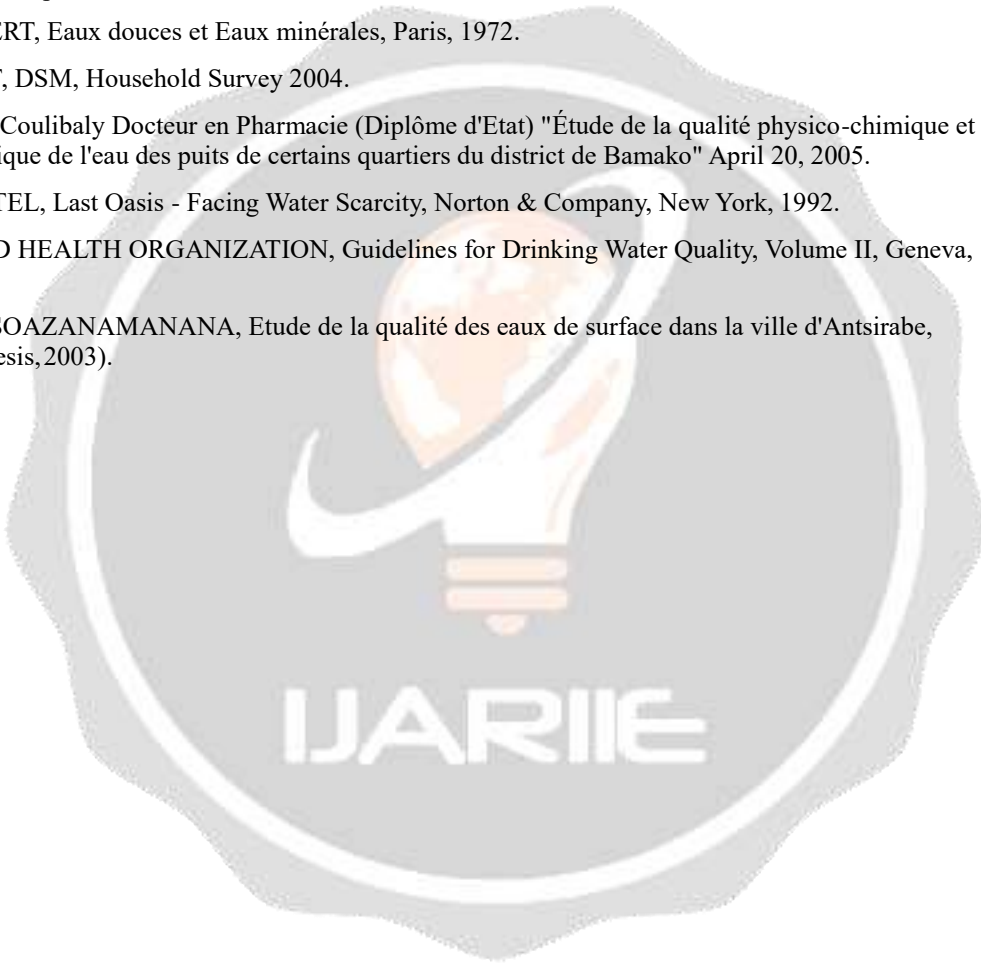 ERT, Eaux douces et Eaux minérales, Paris, 1972.
, DSM, Household Survey 2004.
Coulibaly Docteur en Pharmacie (Diplôme d'Etat) "Étude de la qualité physico-chimique et
ique de l'eau des puits de certains quartiers du district de Bamako" April 20, 2005.
TEL, Last Oasis - Facing Water Scarcity, Norton & Company, New York, 1992.
D HEALTH ORGANIZATION, Guidelines for Drinking Water Quality, Volume II, Geneva,
SOAZANAMANANA, Etude de la qualité des eaux de surface dans la ville d'Antsirabe,
esis,2003).
IJARIIE